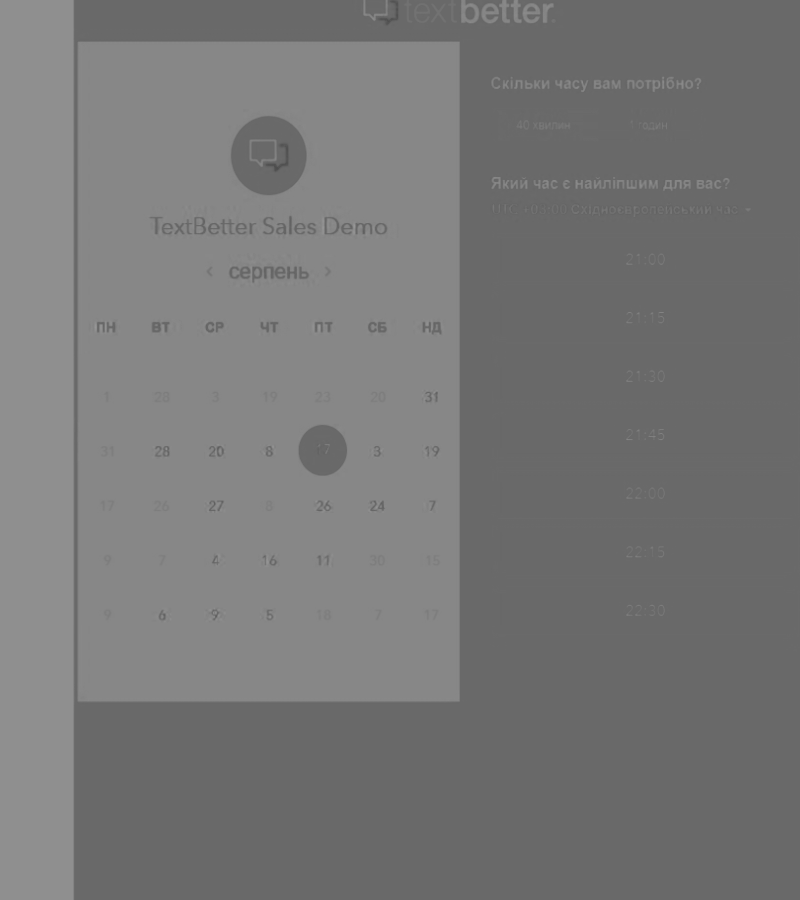 textbetter.
TextBetter Sales Demo
‹ серпень ›
ПН ВТ СР ЧТ ПТ СБ НД
1 28 3 19 23 20 31
31 28 20 8 17 3 19
17 26 27 8 26 24 7
9 7 4 16 11 30 15
9 6 9 5 18 7 17
Скільки часу вам потрібно?
40 хвилин годин
Який час є найліпшим для вас?
Східноєвропейський час
21:00
21:15
21:30
21:45
22:00
22:15
22:30